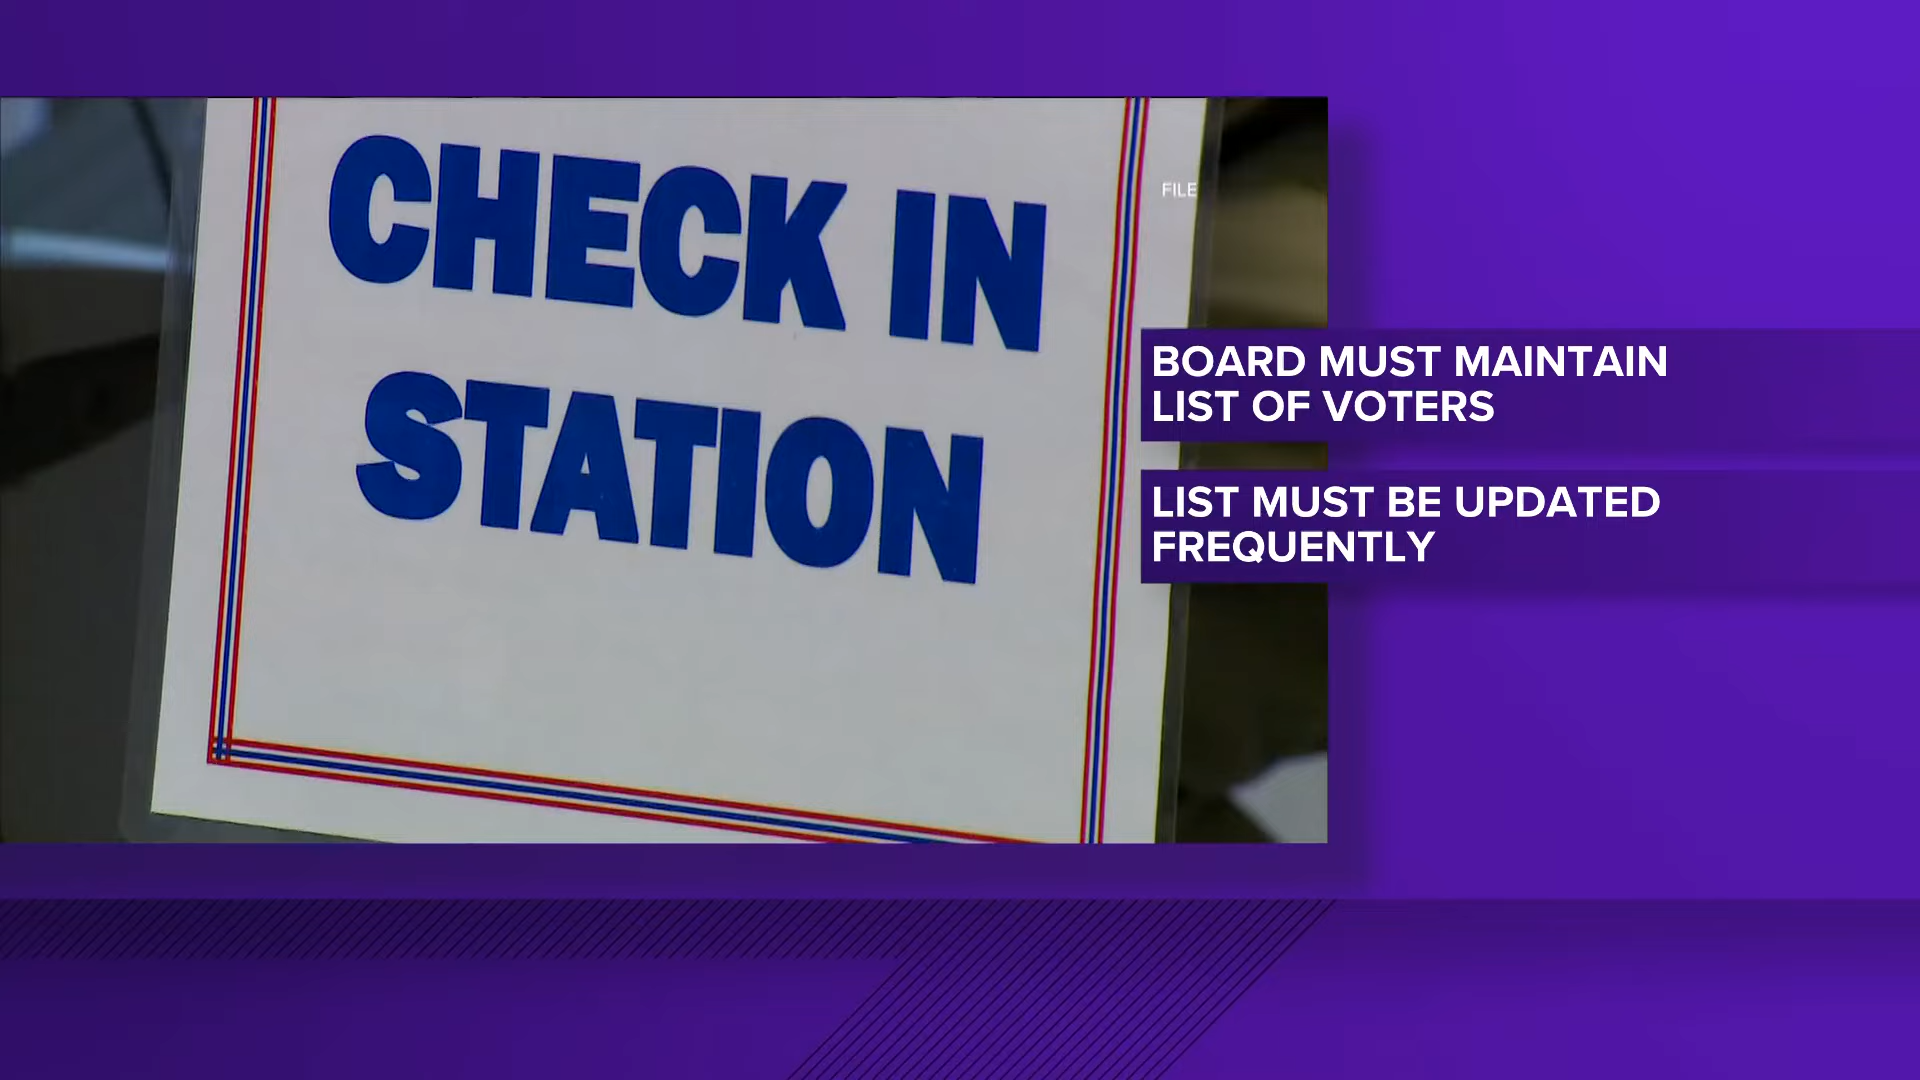 CHECK IN
STATION
FILE
BOARD MUST MAINTAIN
LIST OF VOTERS
LIST MUST BE UPDATED
FREQUENTLY